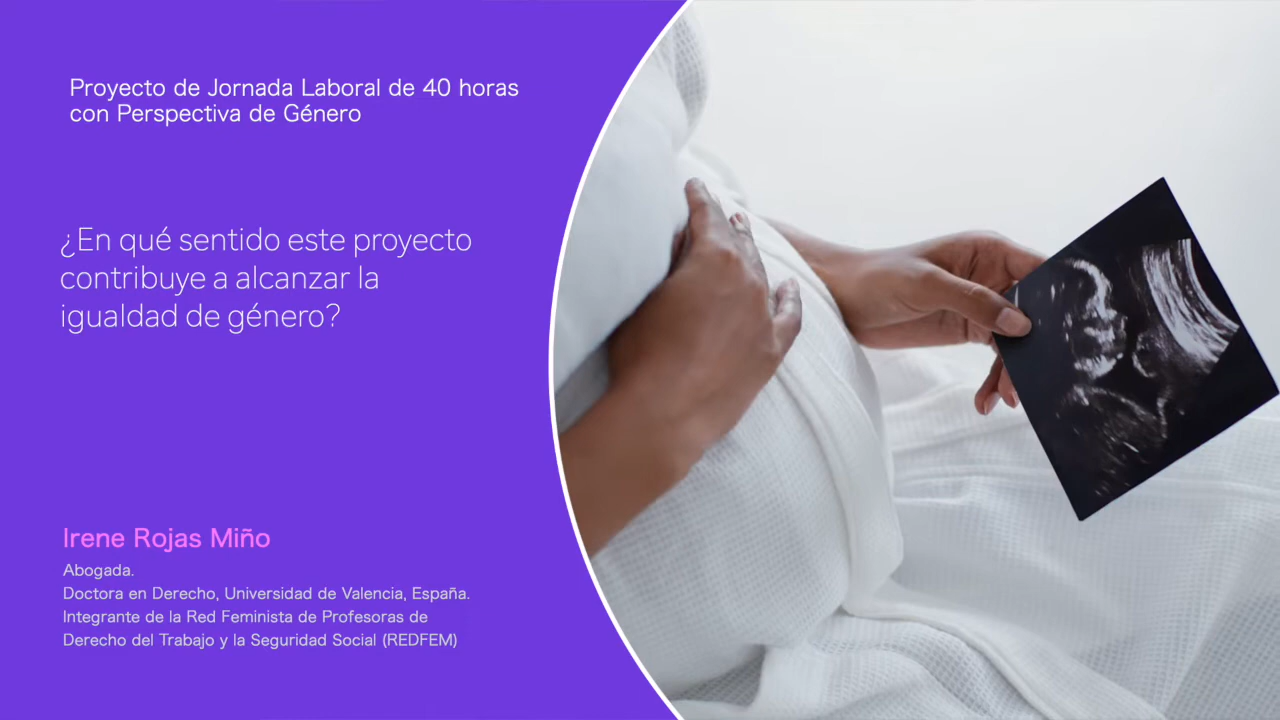 Proyecto de Jornada Laboral de 40 horas
con Perspectiva de Género
¿En qué sentido este proyecto
contribuye a alcanzar la
igualdad de género?
Irene Rojas Miño
Abogada.
Doctora en Derecho, Universidad de Valencia, España.
Integrante de la Red Feminista de Profesoras de
Derecho del Trabajo y la Seguridad Social (REDFEM)